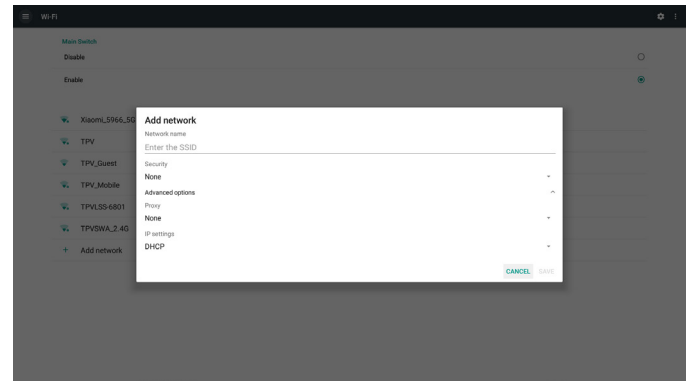 Wi-Fi
Main Switch
Disable
Enable
Xiaomi_5966_5G
TPV
TPV_Guest
TPV_Mobile
TPVLSS-6801
TPVSWA_2.4G
Add network
Add network
Network name
Enter the SSID
Security
None
Advanced options
Proxy
None
IP settings
DHCP
CANCEL SAVE